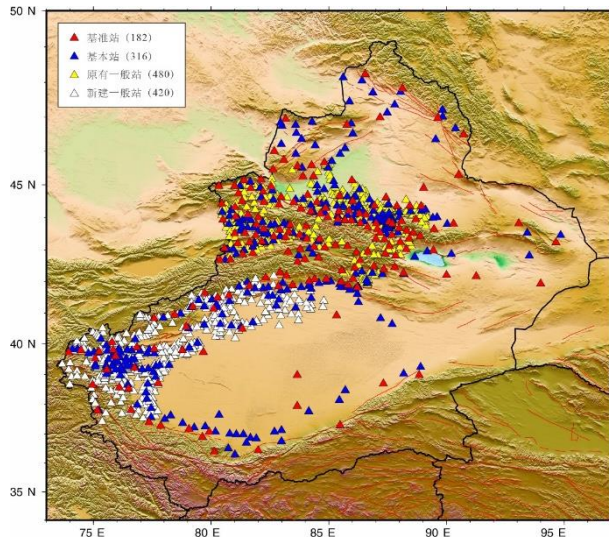 50 N
基准站 (182)
基本站 (316)
原有一般站 (480)
新建一般站 (420)
45 N
40 N
35 N
75 E
80 E
85 E
90 E
95 E